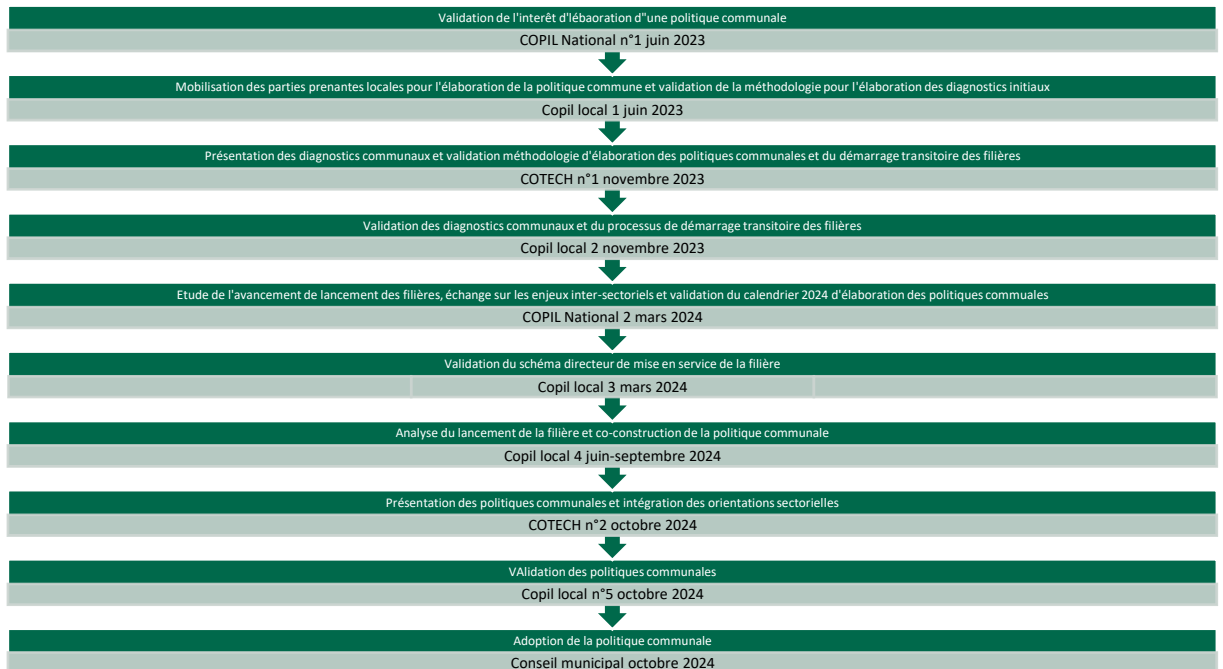 Validation de l'interêt d'lébaoration d"une politique communale
COPIL National n°1 juin 2023
Mobilisation des parties prenantes locales pour l'élaboration de la politique commune et validation de la méthodologie pour l'élaboration des diagnostics initiaux
Copil local 1 juin 2023
Présentation des diagnostics communaux et validation méthodologie d'élaboration des politiques communales et du démarrage transitoire des filières
COTECH n°1 novembre 2023
Validation des diagnostics communaux et du processus de démarrage transitoire des filières
Copil local 2 novembre 2023
Etude de l'avancement de lancement des filières, échange sur les enjeux inter-sectoriels et validation du calendrier 2024 d'élaboration des politiques commuales
COPIL National 2 mars 2024
Validation du schéma directeur de mise en service de la filière
Copil local 3 mars 2024
Analyse du lancement de la filière et co-construction de la politique communale
Copil local 4 juin-septembre 2024
Présentation des politiques communales et intégration des orientations sectorielles
COTECH n°2 octobre 2024
VAlidation des politiques communales
Copil local n°5 octobre 2024
Adoption de la politique communale
Conseil municipal octobre 2024